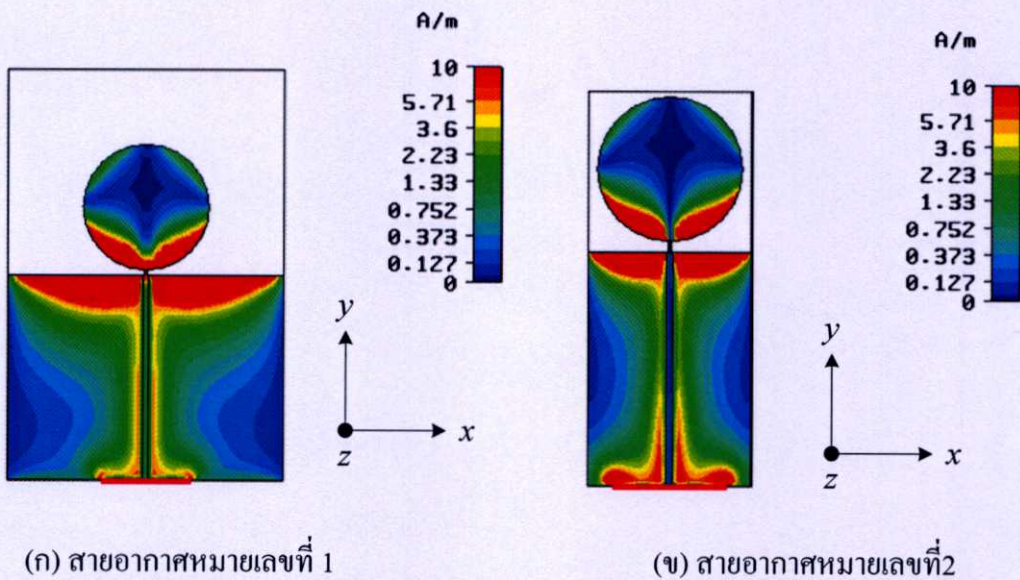 A/m
10
5.71
3.6
2.23
1.33
0.752
0.373
0.127
0
y
x
z
(ก) สายอากาศหมายเลขที่ 1
A/m
10
5.71
3.6
2.23
1.33
0.752
0.373
0.127
0
y
x
z
(ข) สายอากาศหมายเลขที่2